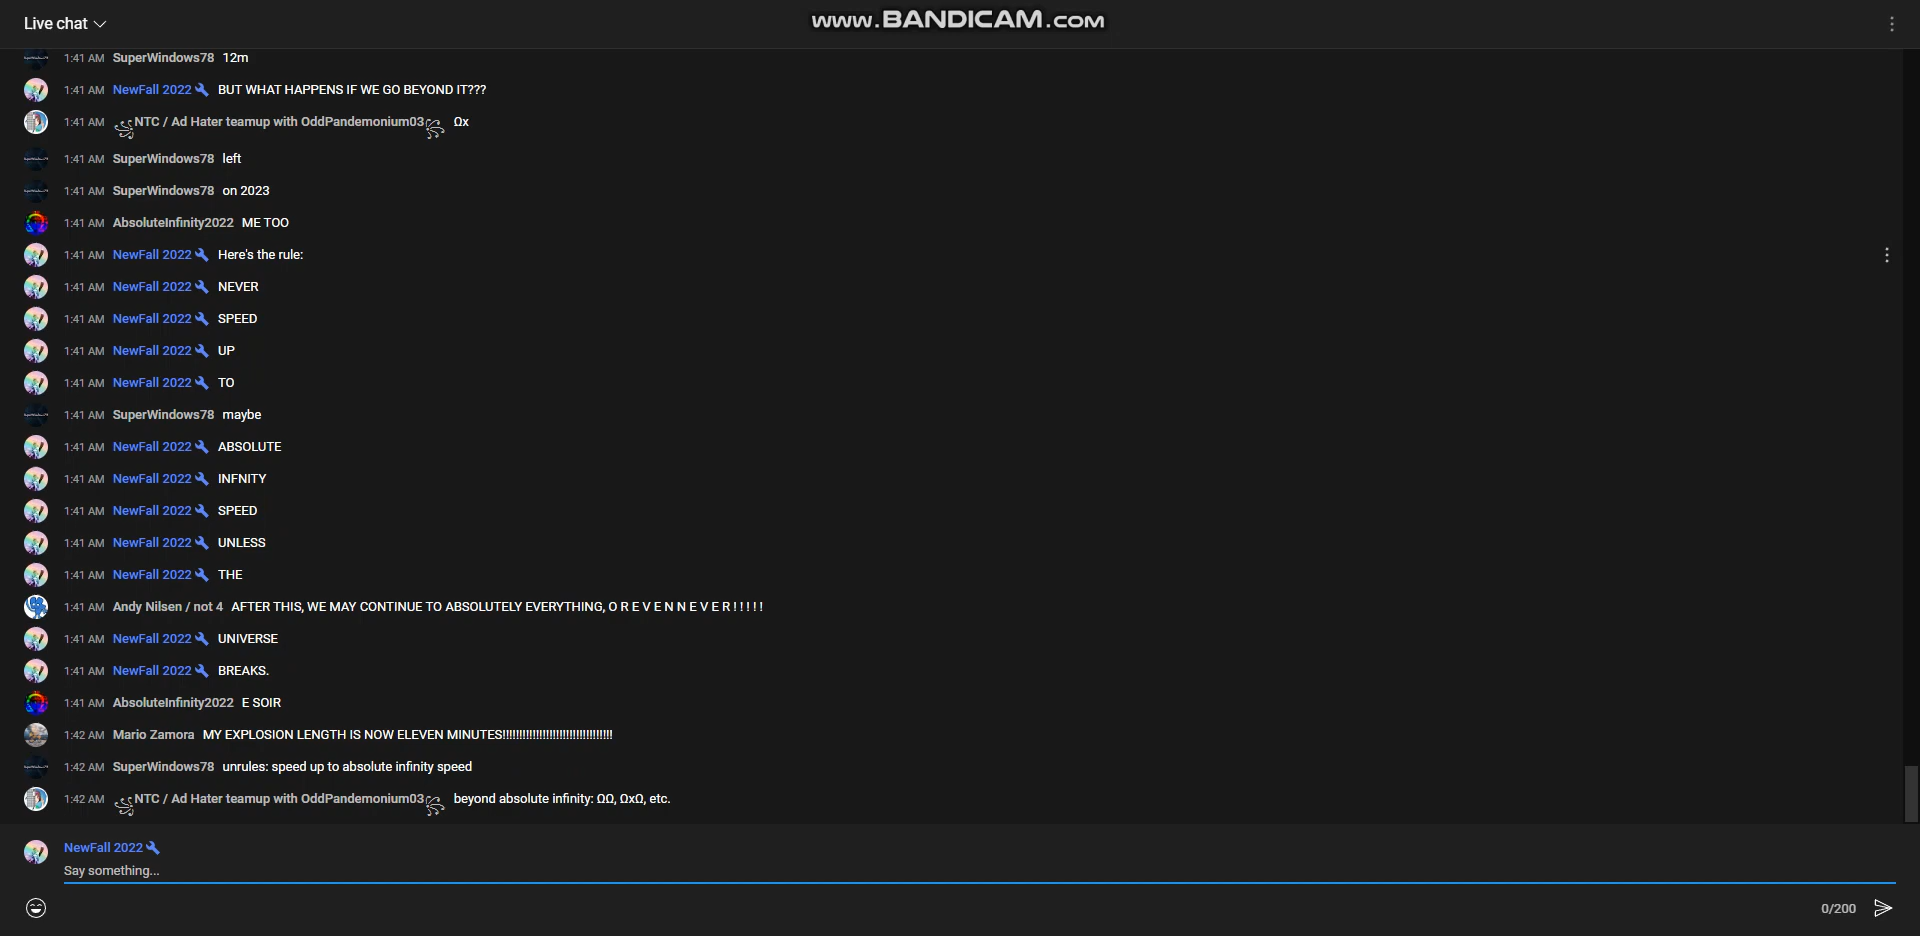 Live chat
www.BANDICAM.com
1:41 AM SuperWindows78 12m
1:41 AM NewFall 2022 BUT WHAT HAPPENS IF WE GO BEYOND IT???
1:41 AM ꧁NTC / Ad Hater teamup with OddPandemonium03꧂ Ωx
1:41 AM SuperWindows78 left
1:41 AM SuperWindows78 on 2023
1:41 AM AbsoluteInfinity2022 ME TOO
1:41 AM NewFall 2022 Here's the rule:
1:41 AM NewFall 2022 NEVER
1:41 AM NewFall 2022 SPEED
1:41 AM NewFall 2022 UP
1:41 AM NewFall 2022 TO
1:41 AM SuperWindows78 maybe
1:41 AM NewFall 2022 ABSOLUTE
1:41 AM NewFall 2022 INFNITY
1:41 AM NewFall 2022 SPEED
1:41 AM NewFall 2022 UNLESS
1:41 AM NewFall 2022 THE
1:41 AM Andy Nilsen / not 4 AFTER THIS, WE MAY CONTINUE TO ABSOLUTELY EVERYTHING, O R E V E N N E V E R ! ! ! ! !
1:41 AM NewFall 2022 UNIVERSE
1:41 AM NewFall 2022 BREAKS.
1:41 AM AbsoluteInfinity2022 E SOIR
1:42 AM Mario Zamora MY EXPLOSION LENGTH IS NOW ELEVEN MINUTES!!!!!!!!!!!!!!!!!!!!!!!!!!!!!!!!!
1:42 AM SuperWindows78 unrules: speed up to absolute infinity speed
1:42 AM ꧁NTC / Ad Hater teamup with OddPandemonium03꧂ beyond absolute infinity: ΩΩ, ΩxΩ, etc.
NewFall 2022
Say something...
0/200